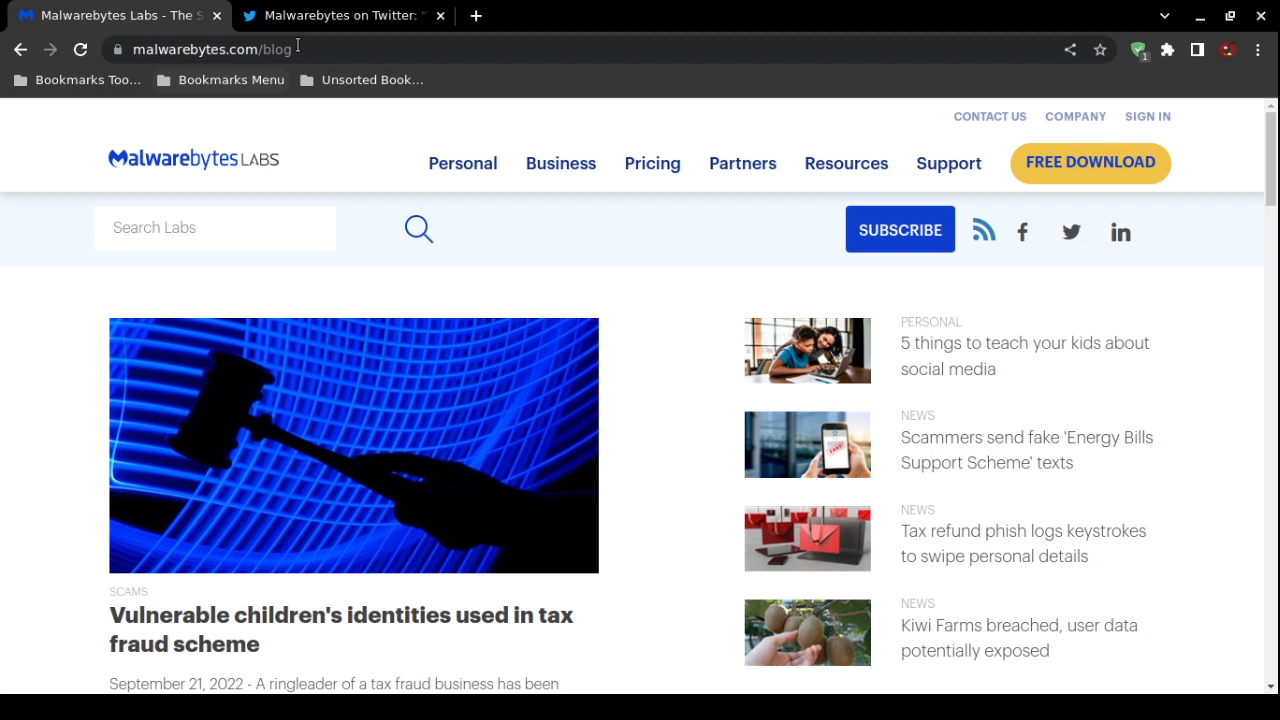 Malwarebytes Labs - The S
Malwarebytes on Twitter: "
malwarebytes.com/blog
1
Bookmarks Too...
Bookmarks Menu
Unsorted Book...
CONTACT US
COMPANY
SIGN IN
Malwarebytes LABS
Personal
Business
Pricing
Partners
Resources
Support
FREE DOWNLOAD
Search Labs
SUBSCRIBE
SCAMS
Vulnerable children's identities used in tax
fraud scheme
September 21, 2022 - A ringleader of a tax fraud business has been
PERSONAL
5 things to teach your kids about
social media
NEWS
Scammers send fake 'Energy Bills
Support Scheme' texts
NEWS
Tax refund phish logs keystrokes
to swipe personal details
NEWS
Kiwi Farms breached, user data
potentially exposed